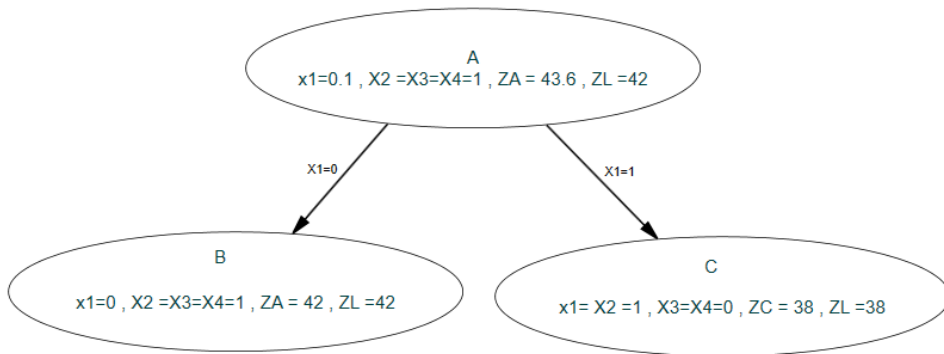 A
x1=0.1 , X2 =X3=X4=1 , ZA = 43.6 , ZL =42
X1=0
X1=1
B
x1=0 , X2 =X3=X4=1 , ZA = 42 , ZL =42
C
x1= X2 =1 , X3=X4=0 , ZC = 38 , ZL =38